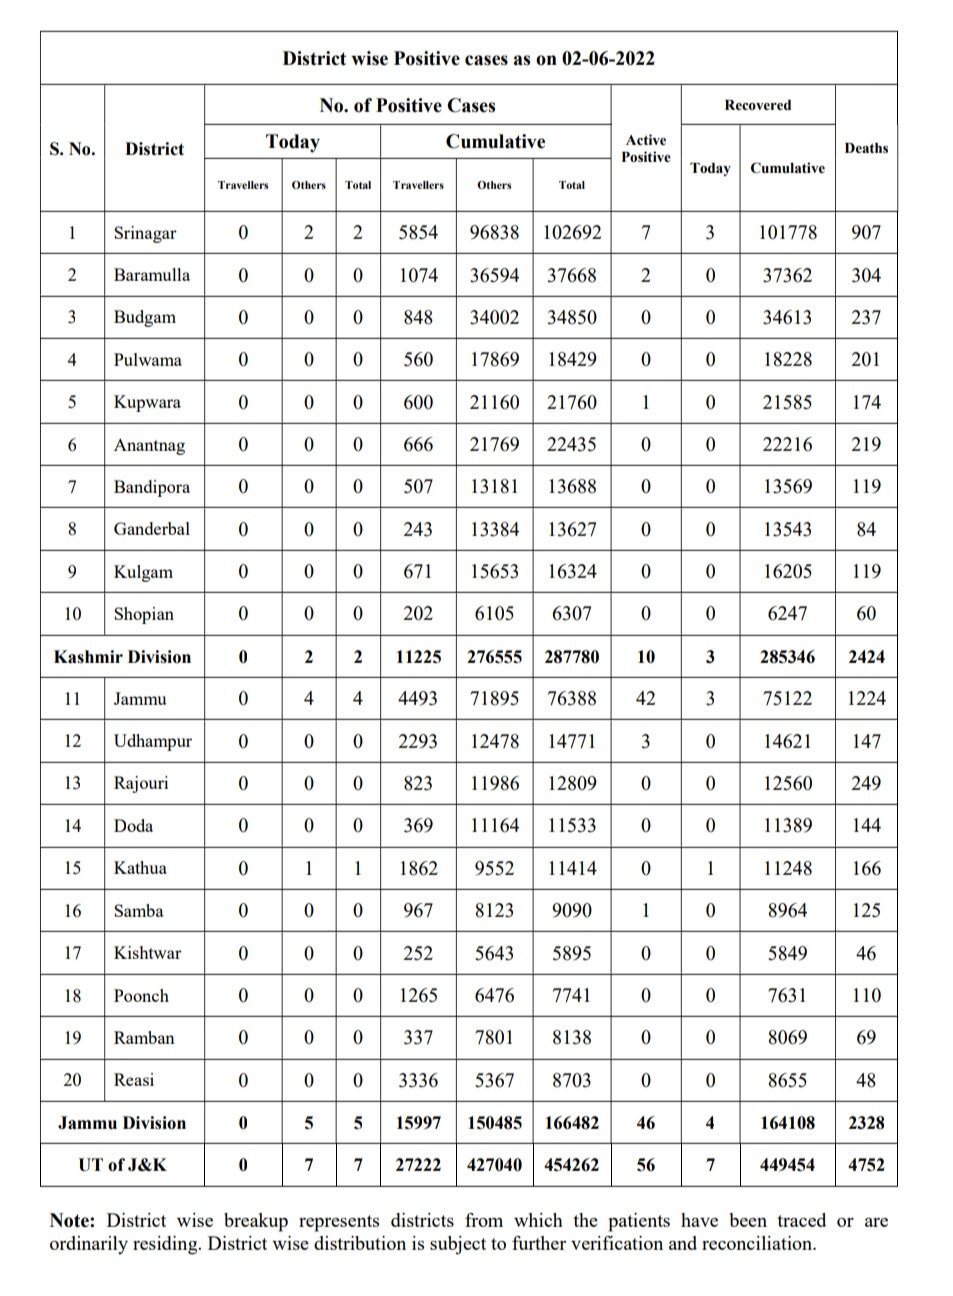 District wise Positive cases as on 02-06-2022
S. No. District No. of Positive Cases Active Positive Recovered Deaths
Today Cumulative Today Cumulative
Travellers Others Total Travellers Others Total
1 Srinagar 0 2 2 5854 96838 102692 7 3 101778 907
2 Baramulla 0 0 0 1074 36594 37668 2 0 37362 304
3 Budgam 0 0 0 848 34002 34850 0 0 34613 237
4 Pulwama 0 0 0 560 17869 18429 0 0 18228 201
5 Kupwara 0 0 0 600 21160 21760 1 0 21585 174
6 Anantnag 0 0 0 666 21769 22435 0 0 22216 219
7 Bandipora 0 0 0 507 13181 13688 0 0 13569 119
8 Ganderbal 0 0 0 243 13384 13627 0 0 13543 84
9 Kulgam 0 0 0 671 15653 16324 0 0 16205 119
10 Shopian 0 0 0 202 6105 6307 0 0 6247 60
Kashmir Division 0 2 2 11225 276555 287780 10 3 285346 2424
11 Jammu 0 4 4 4493 71895 76388 42 3 75122 1224
12 Udhampur 0 0 0 2293 12478 14771 3 0 14621 147
13 Rajouri 0 0 0 823 11986 12809 0 0 12560 249
14 Doda 0 0 0 369 11164 11533 0 0 11389 144
15 Kathua 0 1 1 1862 9552 11414 0 1 11248 166
16 Samba 0 0 0 967 8123 9090 1 0 8964 125
17 Kishtwar 0 0 0 252 5643 5895 0 0 5849 46
18 Poonch 0 0 0 1265 6476 7741 0 0 7631 110
19 Ramban 0 0 0 337 7801 8138 0 0 8069 69
20 Reasi 0 0 0 3336 5367 8703 0 0 8655 48
Jammu Division 0 5 5 15997 150485 166482 46 4 164108 2328
UT of J&K 0 7 7 27222 427040 454262 56 7 449454 4752
Note: District wise breakup represents districts from which the patients have been traced or are
ordinarily residing. District wise distribution is subject to further verification and reconciliation.